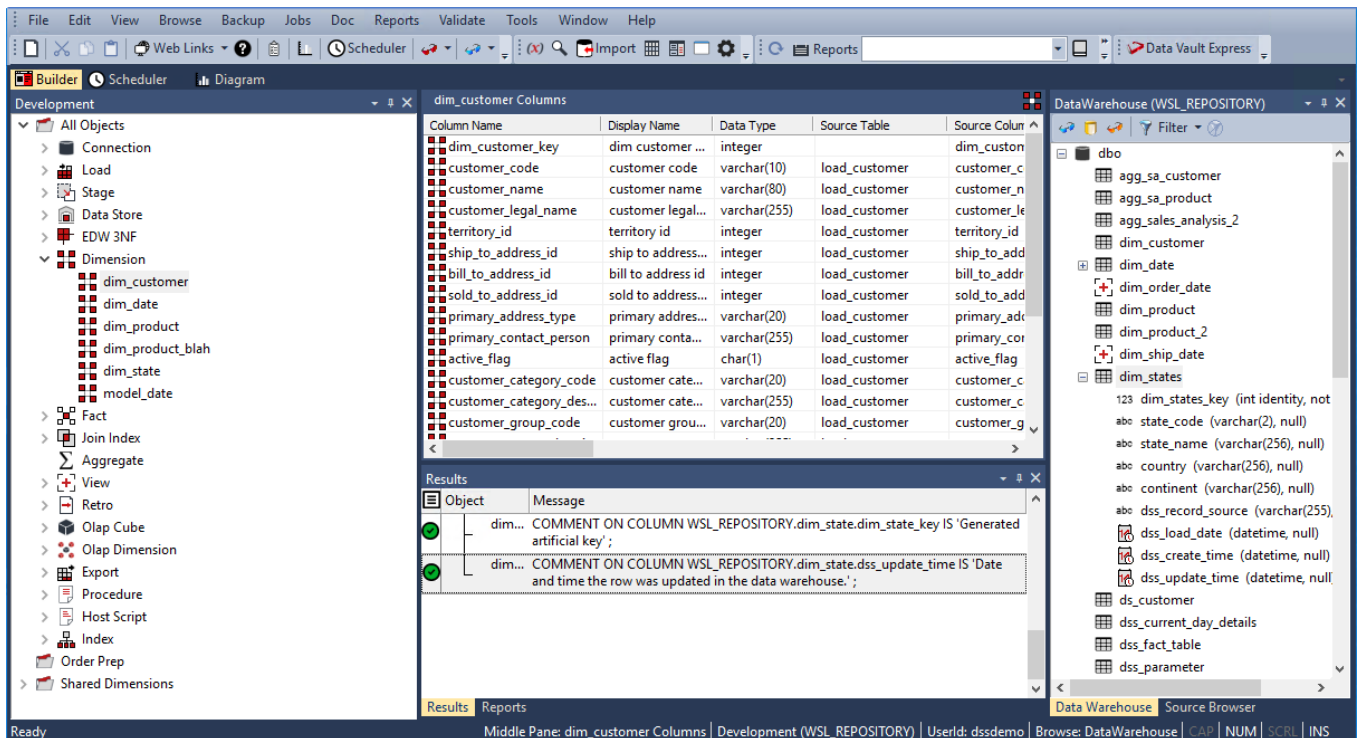 File Edit View Browse Backup Jobs Doc Reports Validate Tools Window Help
Web Links Scheduler (x) Import Reports Data Vault Express
Builder Scheduler Diagram
Development
All Objects
Connection
Load
Stage
Data Store
EDW 3NF
Dimension
dim_customer
dim_date
dim_product
dim_product_blah
dim_state
model_date
Fact
Join Index
Aggregate
View
Retro
Olap Cube
Olap Dimension
Export
Procedure
Host Script
Index
Order Prep
Shared Dimensions
dim_customer Columns
Column Name Display Name Data Type Source Table Source Colum
dim_customer_key dim customer ... integer dim_custom
customer_code customer code varchar(10) load_customer customer_c
customer_name customer name varchar(80) load_customer customer_n
customer_legal_name customer legal... varchar(255) load_customer customer_le
territory_id territory id integer load_customer territory_id
ship_to_address_id ship to address... integer load_customer ship_to_add
bill_to_address_id bill to address id integer load_customer bill_to_addr
sold_to_address_id sold to address... integer load_customer sold_to_add
primary_address_type primary addres... varchar(20) load_customer primary_add
primary_contact_person primary conta... varchar(255) load_customer primary_cor
active_flag active flag char(1) load_customer active_flag
customer_category_code customer cate... varchar(20) load_customer customer_c
customer_category_des... customer cate... varchar(255) load_customer customer_c
customer_group_code customer grou... varchar(20) load_customer customer_g
Results
Object Message
dim... COMMENT ON COLUMN WSL_REPOSITORY.dim_state.dim_state_key IS 'Generated
artificial key' ;
dim... COMMENT ON COLUMN WSL_REPOSITORY.dim_state.dss_update_time IS 'Date
and time the row was updated in the data warehouse.' ;
Results Reports
DataWarehouse (WSL_REPOSITORY)
Filter
dbo
agg_sa_customer
agg_sa_product
agg_sales_analysis_2
dim_customer
dim_date
dim_order_date
dim_product
dim_product_2
dim_ship_date
dim_states
123 dim_states_key (int identity, not
abc state_code (varchar(2), null)
abc state_name (varchar(256), null)
abc country (varchar(256), null)
abc continent (varchar(256), null)
abc dss_record_source (varchar(255),
dss_load_date (datetime, null)
dss_create_time (datetime, null)
dss_update_time (datetime, null)
ds_customer
dss_current_day_details
dss_fact_table
dss_parameter
Data Warehouse Source Browser
Ready Middle Pane: dim_customer Columns Development (WSL_REPOSITORY) UserId: dssdemo Browse: DataWarehouse CAP NUM SCRL INS